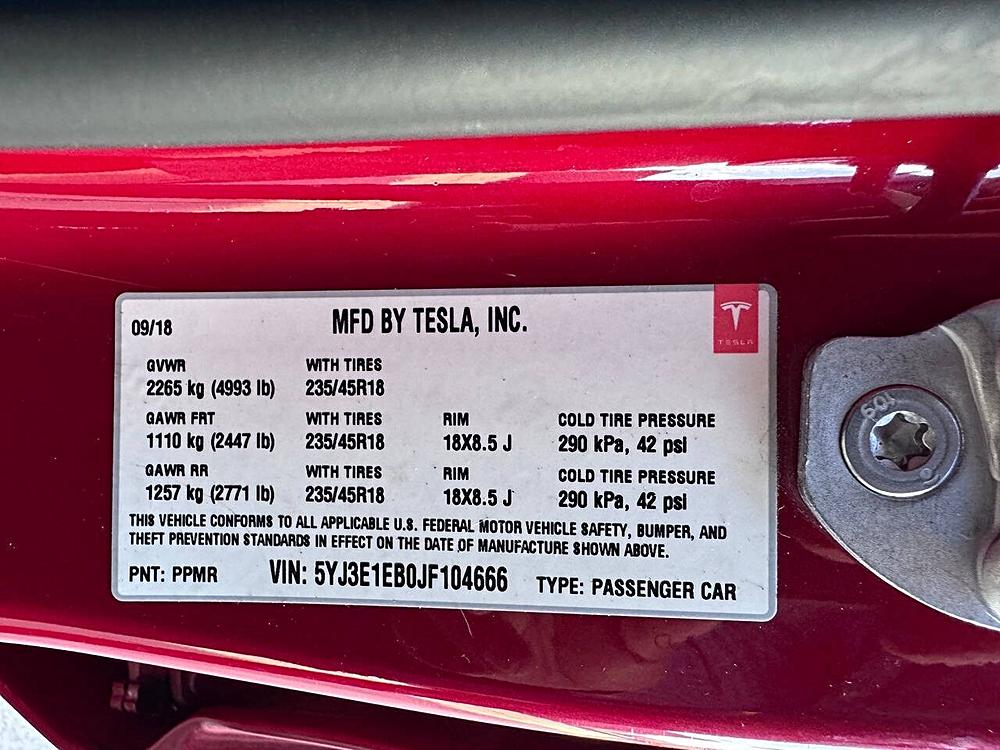 09/18 MFD BY TESLA, INC.
TESLA
GVWR WITH TIRES
2265 kg (4993 lb) 235/45R18
GAWR FRT WITH TIRES RIM COLD TIRE PRESSURE
1110 kg (2447 lb) 235/45R18 18X8.5 J 290 kPa, 42 psi
GAWR RR WITH TIRES RIM COLD TIRE PRESSURE
1257 kg (2771 lb) 235/45R18 18X8.5 J 290 kPa, 42 psi
THIS VEHICLE CONFORMS TO ALL APPLICABLE U.S. FEDERAL MOTOR VEHICLE SAFETY, BUMPER, AND
THEFT PREVENTION STANDARDS IN EFFECT ON THE DATE OF MANUFACTURE SHOWN ABOVE.
PNT: PPMR VIN: 5YJ3E1EB0JF104666 TYPE: PASSENGER CAR